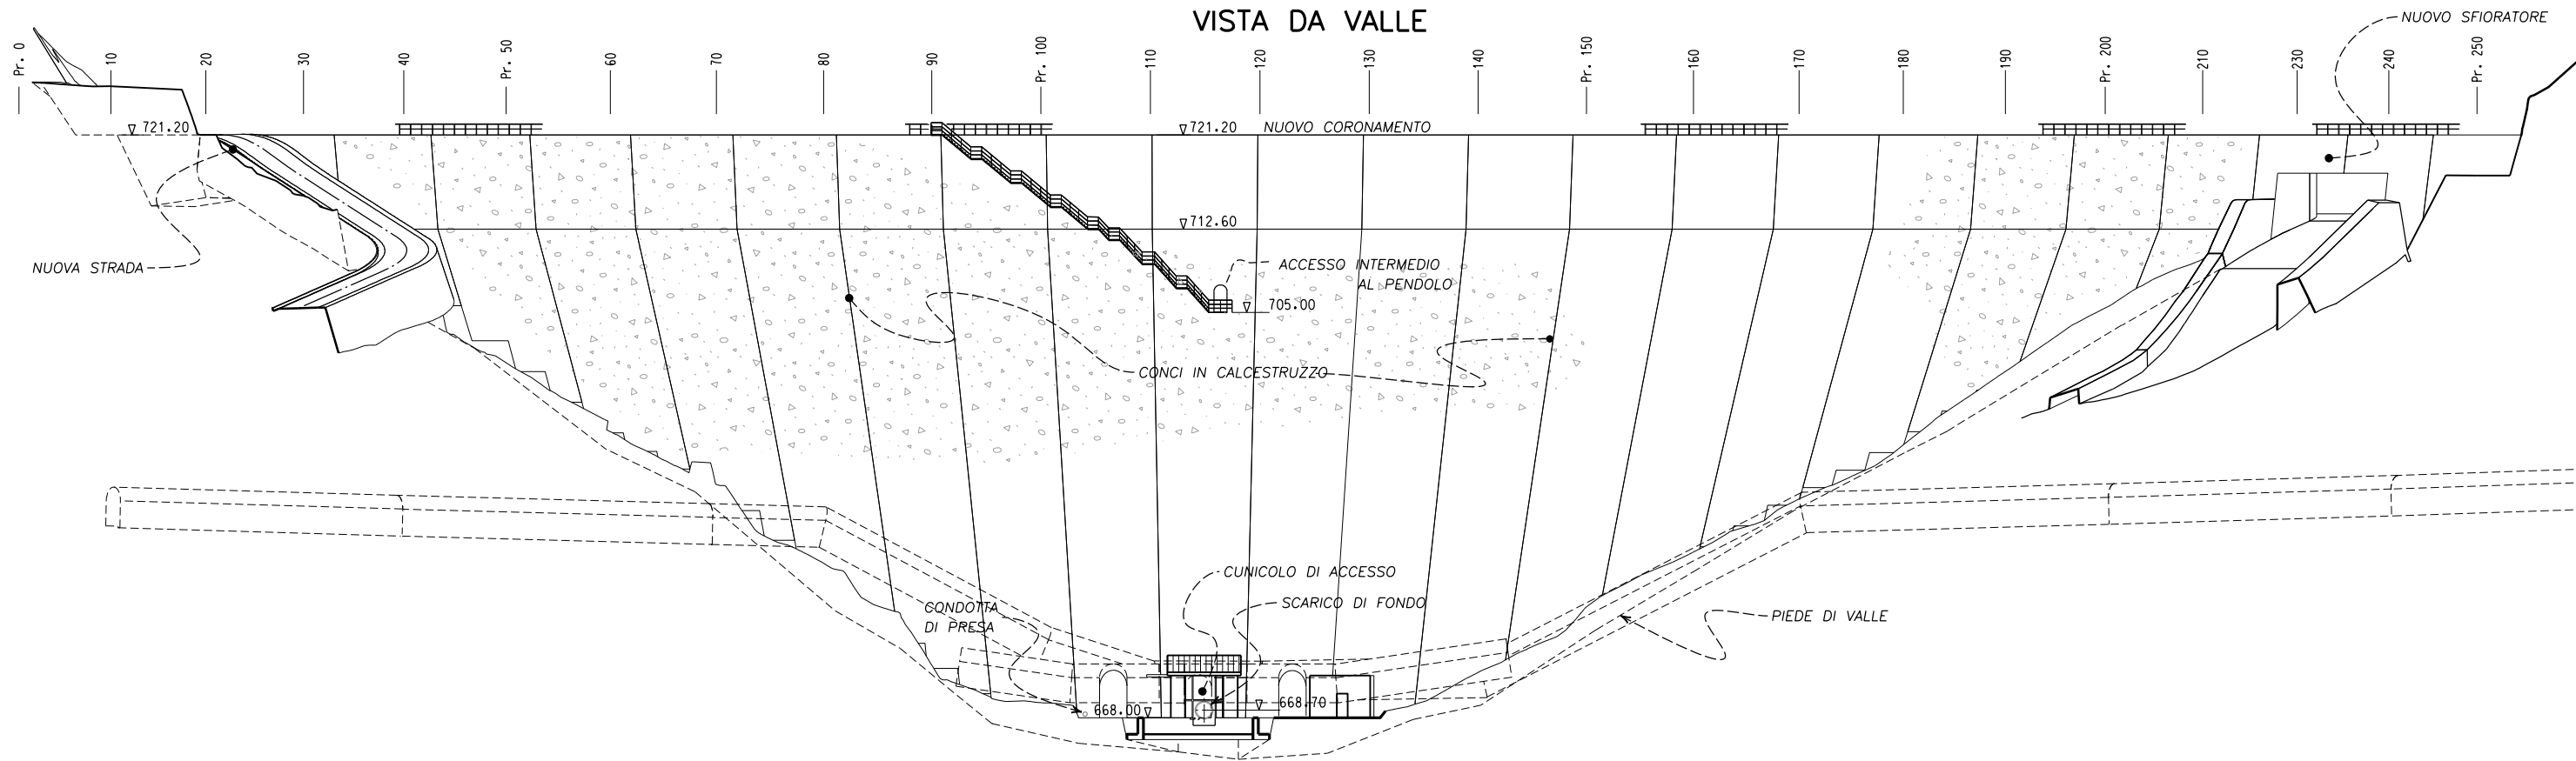 VISTA DA VALLE
NUOVO SFIORATORE
Pr. 0
10
20
30
40
Pr. 50
60
70
80
90
Pr. 100
110
120
130
140
Pr. 150
160
170
180
190
Pr. 200
210
230
240
Pr. 250
721.20
721.20
NUOVO CORONAMENTO
712.60
NUOVA STRADA
ACCESSO INTERMEDIO
AL PENDOLO
705.00
CONCI IN CALCESTRUZZO
CUNICOLO DI ACCESSO
SCARICO DI FONDO
CONDOTTA
DI PRESA
PIEDE DI VALLE
668.00
668.70